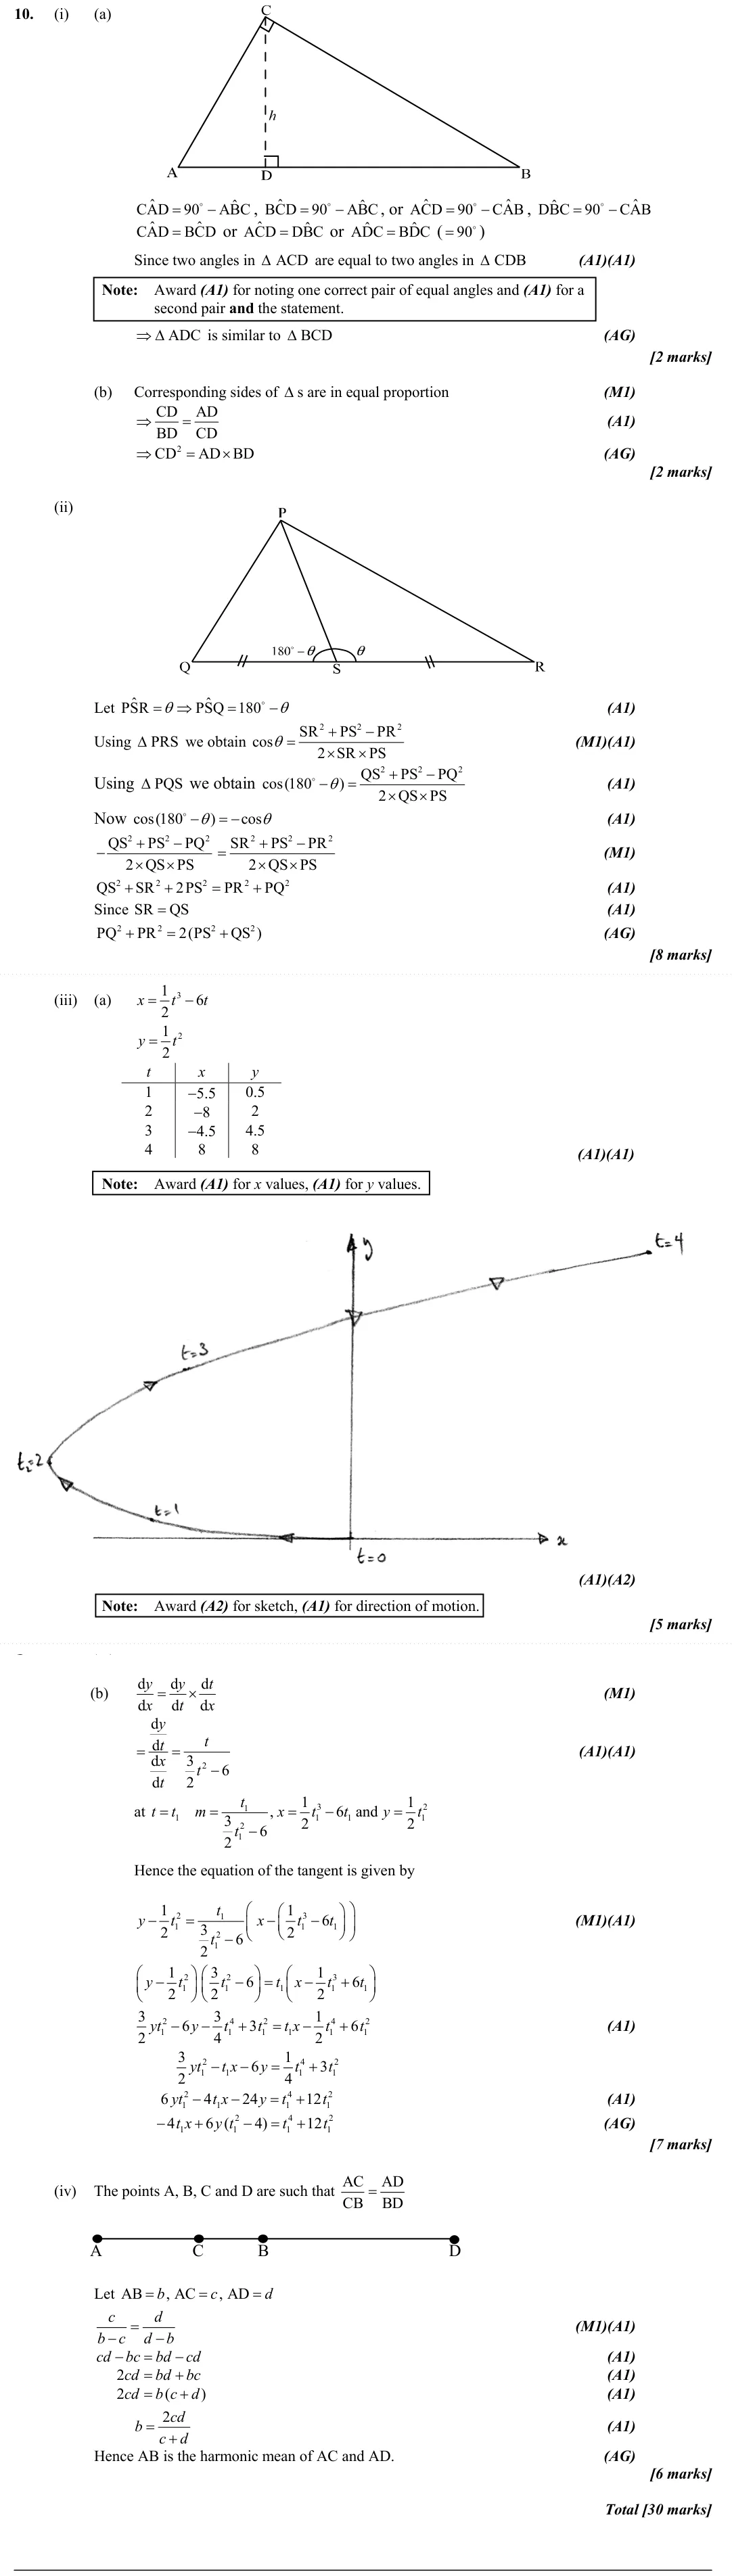 10. (i) (a)
C
h
A D B
CÂD = 90° − AB̂C , BĈD = 90° − AB̂C , or AĈD = 90° − CÂB , DB̂C = 90° − CÂB
CÂD = BĈD or AĈD = DB̂C or AD̂C = BD̂C ( = 90° )
Since two angles in Δ ACD are equal to two angles in Δ CDB (A1)(A1)
Note: Award (A1) for noting one correct pair of equal angles and (A1) for a
second pair and the statement.
⇒ Δ ADC is similar to Δ BCD (AG)
[2 marks]
(b) Corresponding sides of Δ s are in equal proportion (M1)
⇒ CD/BD = AD/CD (A1)
⇒ CD² = AD × BD (AG)
[2 marks]
(ii)
P
180° − θ θ
Q S R
Let PŜR = θ ⇒ PŜQ = 180° − θ (A1)
Using Δ PRS we obtain cos θ = (SR² + PS² − PR²)/(2 × SR × PS) (M1)(A1)
Using Δ PQS we obtain cos(180° − θ) = (QS² + PS² − PQ²)/(2 × QS × PS) (A1)
Now cos(180° − θ) = −cos θ (A1)
−(QS² + PS² − PQ²)/(2 × QS × PS) = (SR² + PS² − PR²)/(2 × QS × PS) (M1)
QS² + SR² + 2PS² = PR² + PQ² (A1)
Since SR = QS (A1)
PQ² + PR² = 2(PS² + QS²) (AG)
[8 marks]
(iii) (a) x = 1/2 t³ − 6t
y = 1/2 t²
t x y
1 −5.5 0.5
2 −8 2
3 −4.5 4.5
4 8 8
(A1)(A1)
Note: Award (A1) for x values, (A1) for y values.
y
t=4
t=3
t=2
t=1
x
t=0
(A1)(A2)
Note: Award (A2) for sketch, (A1) for direction of motion.
[5 marks]
(b) dy/dx = dy/dt × dt/dx (M1)
= (dy/dt)/(dx/dt) = t/(3/2 t² − 6) (A1)(A1)
at t = t₁ m = t₁/(3/2 t₁² − 6) , x = 1/2 t₁³ − 6t₁ and y = 1/2 t₁²
Hence the equation of the tangent is given by
y − 1/2 t₁² = t₁/(3/2 t₁² − 6) (x − (1/2 t₁³ − 6t₁)) (M1)(A1)
(y − 1/2 t₁²)(3/2 t₁² − 6) = t₁(x − 1/2 t₁³ + 6t₁)
3/2 yt₁² − 6y − 3/4 t₁⁴ + 3t₁² = t₁x − 1/2 t₁⁴ + 6t₁² (A1)
3/2 yt₁² − t₁x − 6y = 1/4 t₁⁴ + 3t₁²
6yt₁² − 4t₁x − 24y = t₁⁴ + 12t₁² (A1)
−4t₁x + 6y(t₁² − 4) = t₁⁴ + 12t₁² (AG)
[7 marks]
(iv) The points A, B, C and D are such that AC/CB = AD/BD
A C B D
Let AB = b, AC = c, AD = d
c/(b − c) = d/(d − b) (M1)(A1)
cd − bc = bd − cd (A1)
2cd = bd + bc (A1)
2cd = b(c + d) (A1)
b = 2cd/(c + d) (A1)
Hence AB is the harmonic mean of AC and AD. (AG)
[6 marks]
Total [30 marks]